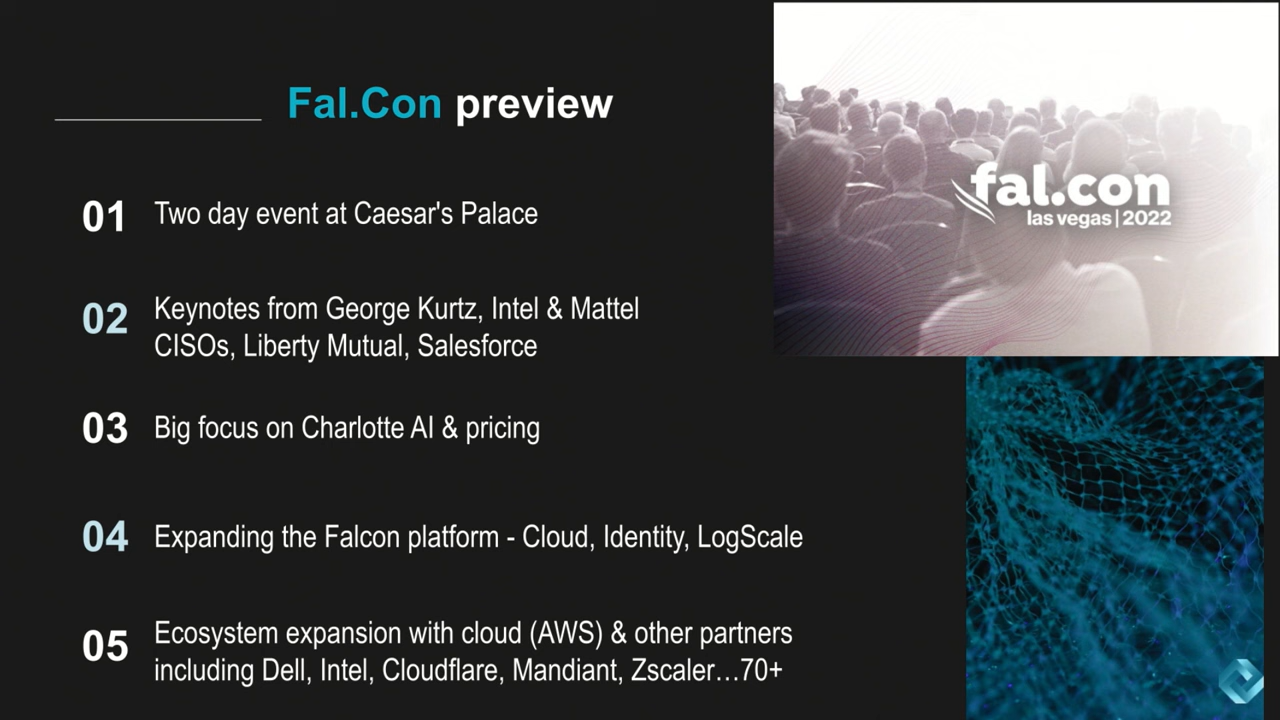 Fal.Con preview
fal.con
las vegas | 2022
01 Two day event at Caesar's Palace
02 Keynotes from George Kurtz, Intel & Mattel
CISOs, Liberty Mutual, Salesforce
03 Big focus on Charlotte AI & pricing
04 Expanding the Falcon platform - Cloud, Identity, LogScale
05 Ecosystem expansion with cloud (AWS) & other partners
including Dell, Intel, Cloudflare, Mandiant, Zscaler…70+